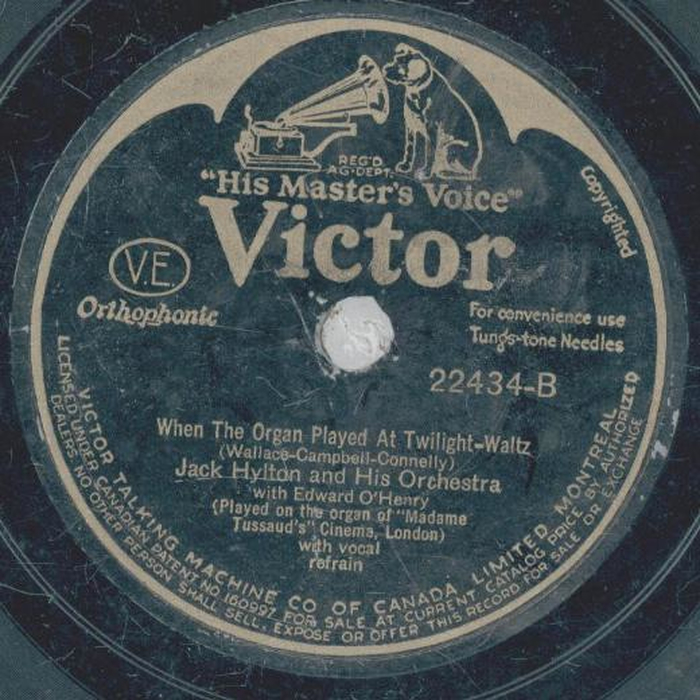 REG'D
AG·DEPT.
"His Master's Voice"
Victor
Copyrighted
V.E.
Orthophonic
For convenience use
Tungs-tone Needles
22434-B
When The Organ Played At Twilight-Waltz
(Wallace-Campbell-Connelly)
Jack Hylton and His Orchestra
with Edward O'Henry
(Played on the organ of "Madame
Tussaud's" Cinema, London)
with vocal
refrain
VICTOR TALKING MACHINE CO OF CANADA, LIMITED, MONTREAL
LICENSED UNDER CANADIAN PATENT NO. 160997, FOR SALE AT CURRENT CATALOG PRICE BY AUTHORIZED
DEALERS. NO OTHER PERSON SHALL SELL, EXPOSE OR OFFER THIS RECORD FOR SALE OR EXCHANGE